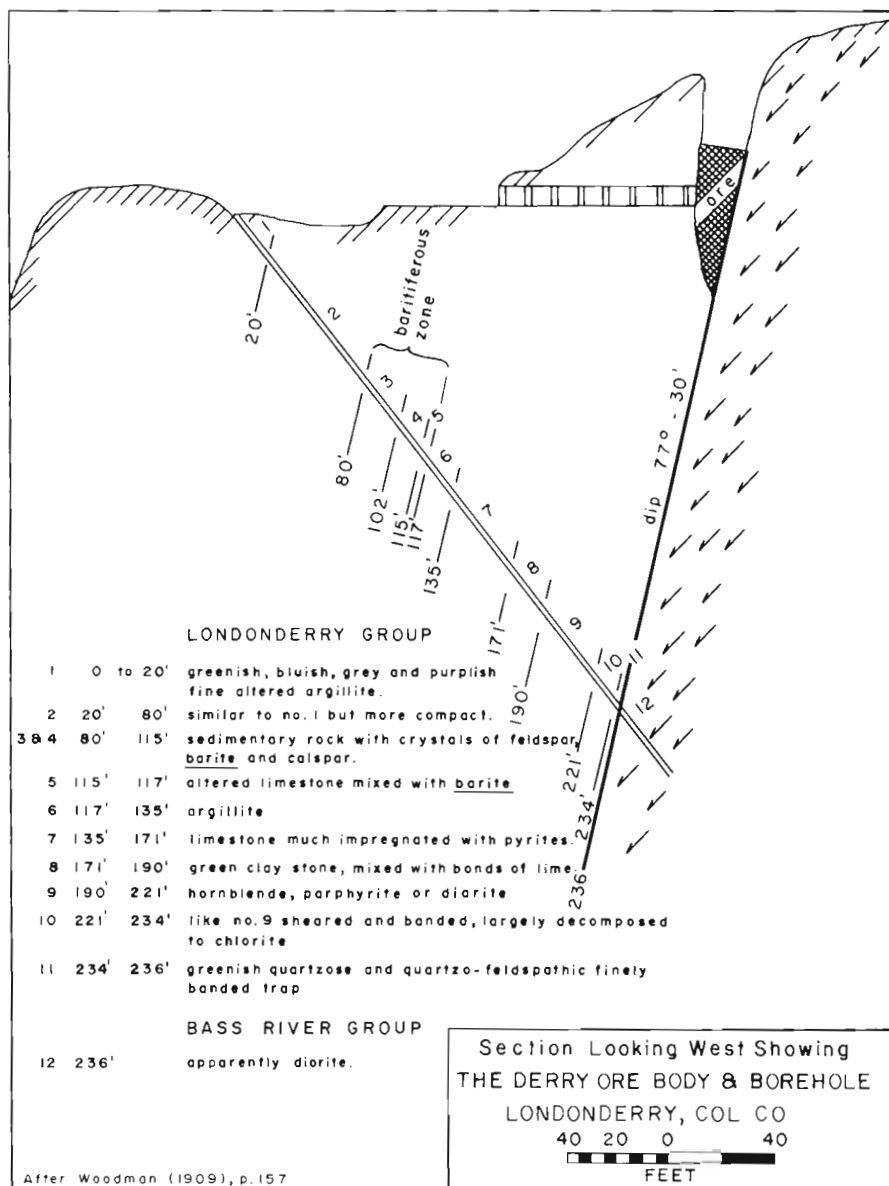 ore
baritiferous
zone
20'
2
3
4
5
6
7
8
9
10
11
12
80'
102'
115'
117'
135'
171'
190'
221'
234'
236'
dip 77° - 30'
LONDONDERRY GROUP
1 0 to 20' greenish, bluish, grey and purplish
fine altered argillite.
2 20' 80' similar to no. 1 but more compact.
3 & 4 80' 115' sedimentary rock with crystals of feldspar,
barite and calspar.
5 115' 117' altered limestone mixed with barite
6 117' 135' argillite
7 135' 171' limestone much impregnated with pyrites.
8 171' 190' green clay stone, mixed with bonds of lime.
9 190' 221' hornblende, parphyrite or diarite
10 221' 234' like no. 9 sheared and banded, largely decomposed
to chlorite
11 234' 236' greenish quartzose and quartzo-feldspathic finely
banded trap
BASS RIVER GROUP
12 236' apparently diorite.
Section Looking West Showing
THE DERRY ORE BODY & BOREHOLE
LONDONDERRY, COL CO
40 20 0 40
FEET
After Woodman (1909), p. 157